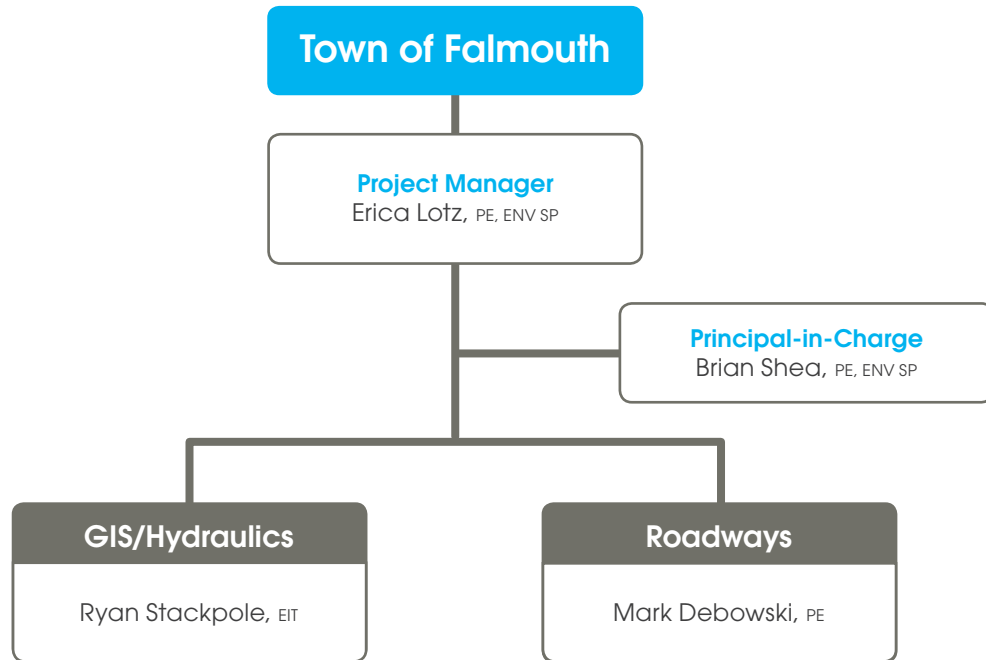 Town of Falmouth
Project Manager
Erica Lotz, PE, ENV SP
Principal-in-Charge
Brian Shea, PE, ENV SP
GIS/Hydraulics
Ryan Stackpole, EIT
Roadways
Mark Debowski, PE